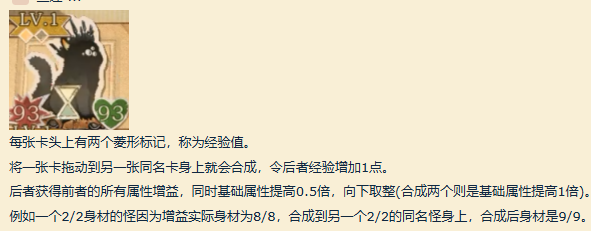 LV.1
93
93
每张卡头上有两个菱形标记，称为经验值。
将一张卡拖动到另一张同名卡身上就会合成，令后者经验增加1点。
后者获得前者的所有属性增益，同时基础属性提高0.5倍，向下取整(合成两个则是基础属性提高1倍)。
例如一个2/2身材的怪因为增益实际身材为8/8，合成到另一个2/2的同名怪身上，合成后身材是9/9。